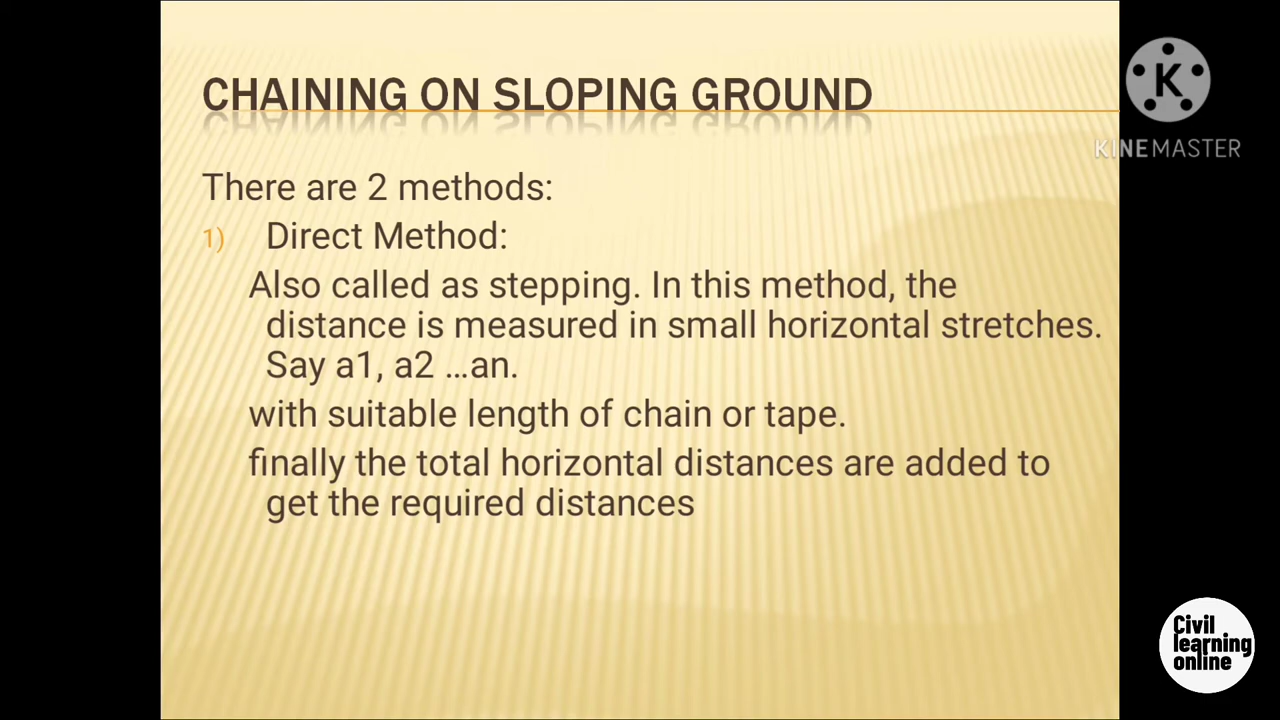 CHAINING ON SLOPING GROUND
KINEMASTER
There are 2 methods:
1) Direct Method:
Also called as stepping. In this method, the
distance is measured in small horizontal stretches.
Say a1, a2 ...an.
with suitable length of chain or tape.
finally the total horizontal distances are added to
get the required distances
Civil
learning
online